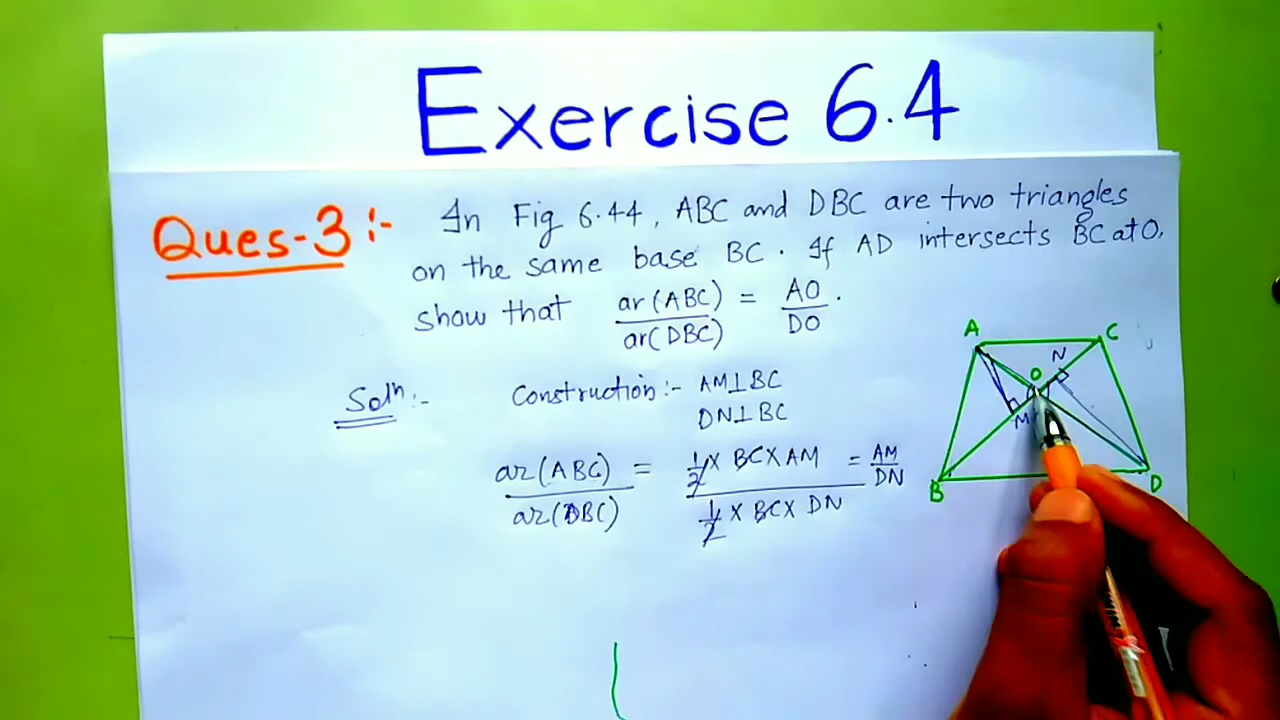 Exercise 6.4
Ques-3 :- In Fig 6.44, ABC and DBC are two triangles
on the same base BC. If AD intersects BC at O,
show that ar(ABC)/ar(DBC) = AO/DO.
Solⁿ :- Construction :- AM⊥BC
DN⊥BC
ar(ABC)/ar(DBC) = 1/2 × BC × AM / 1/2 × BC × DN = AM/DN
A C
N
O
M
B D